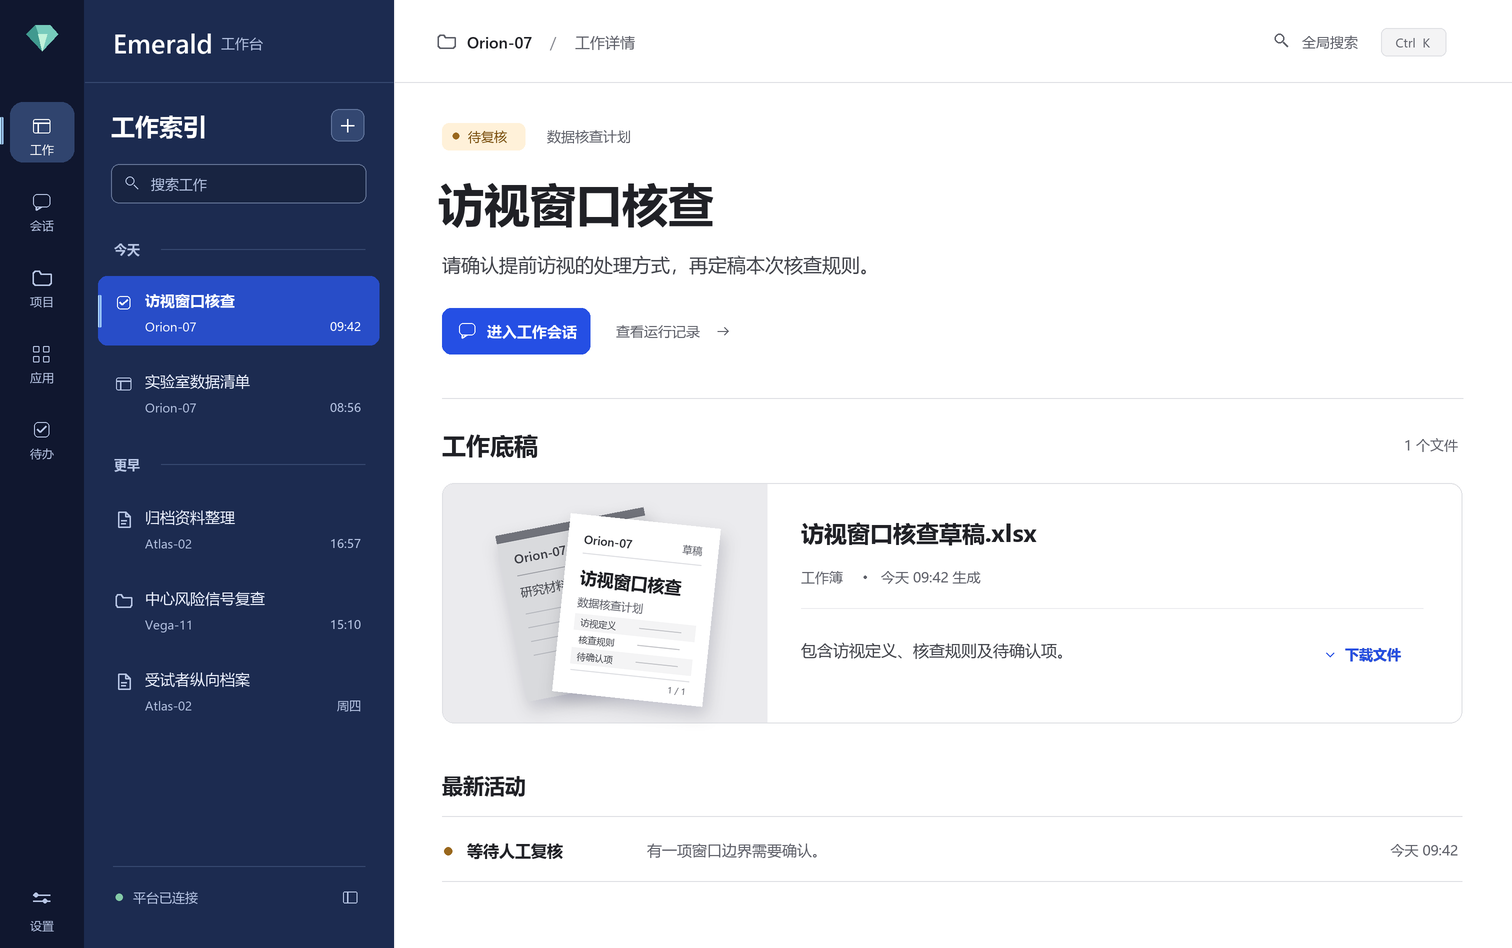 工作
会话
项目
应用
待办
设置
Emerald 工作台
工作索引
搜索工作
今天
访视窗口核查
Orion-07 09:42
实验室数据清单
Orion-07 08:56
更早
归档资料整理
Atlas-02 16:57
中心风险信号复查
Vega-11 15:10
受试者纵向档案
Atlas-02 周四
平台已连接
Orion-07 / 工作详情
全局搜索 Ctrl K
待复核 数据核查计划
访视窗口核查
请确认提前访视的处理方式，再定稿本次核查规则。
进入工作会话 查看运行记录 →
工作底稿 1 个文件
Orion-07
研究材料
Orion-07 草稿
访视窗口核查
数据核查计划
访视定义
核查规则
待确认项
1 / 1
访视窗口核查草稿.xlsx
工作簿 • 今天 09:42 生成
包含访视定义、核查规则及待确认项。
下载文件
最新活动
等待人工复核 有一项窗口边界需要确认。 今天 09:42